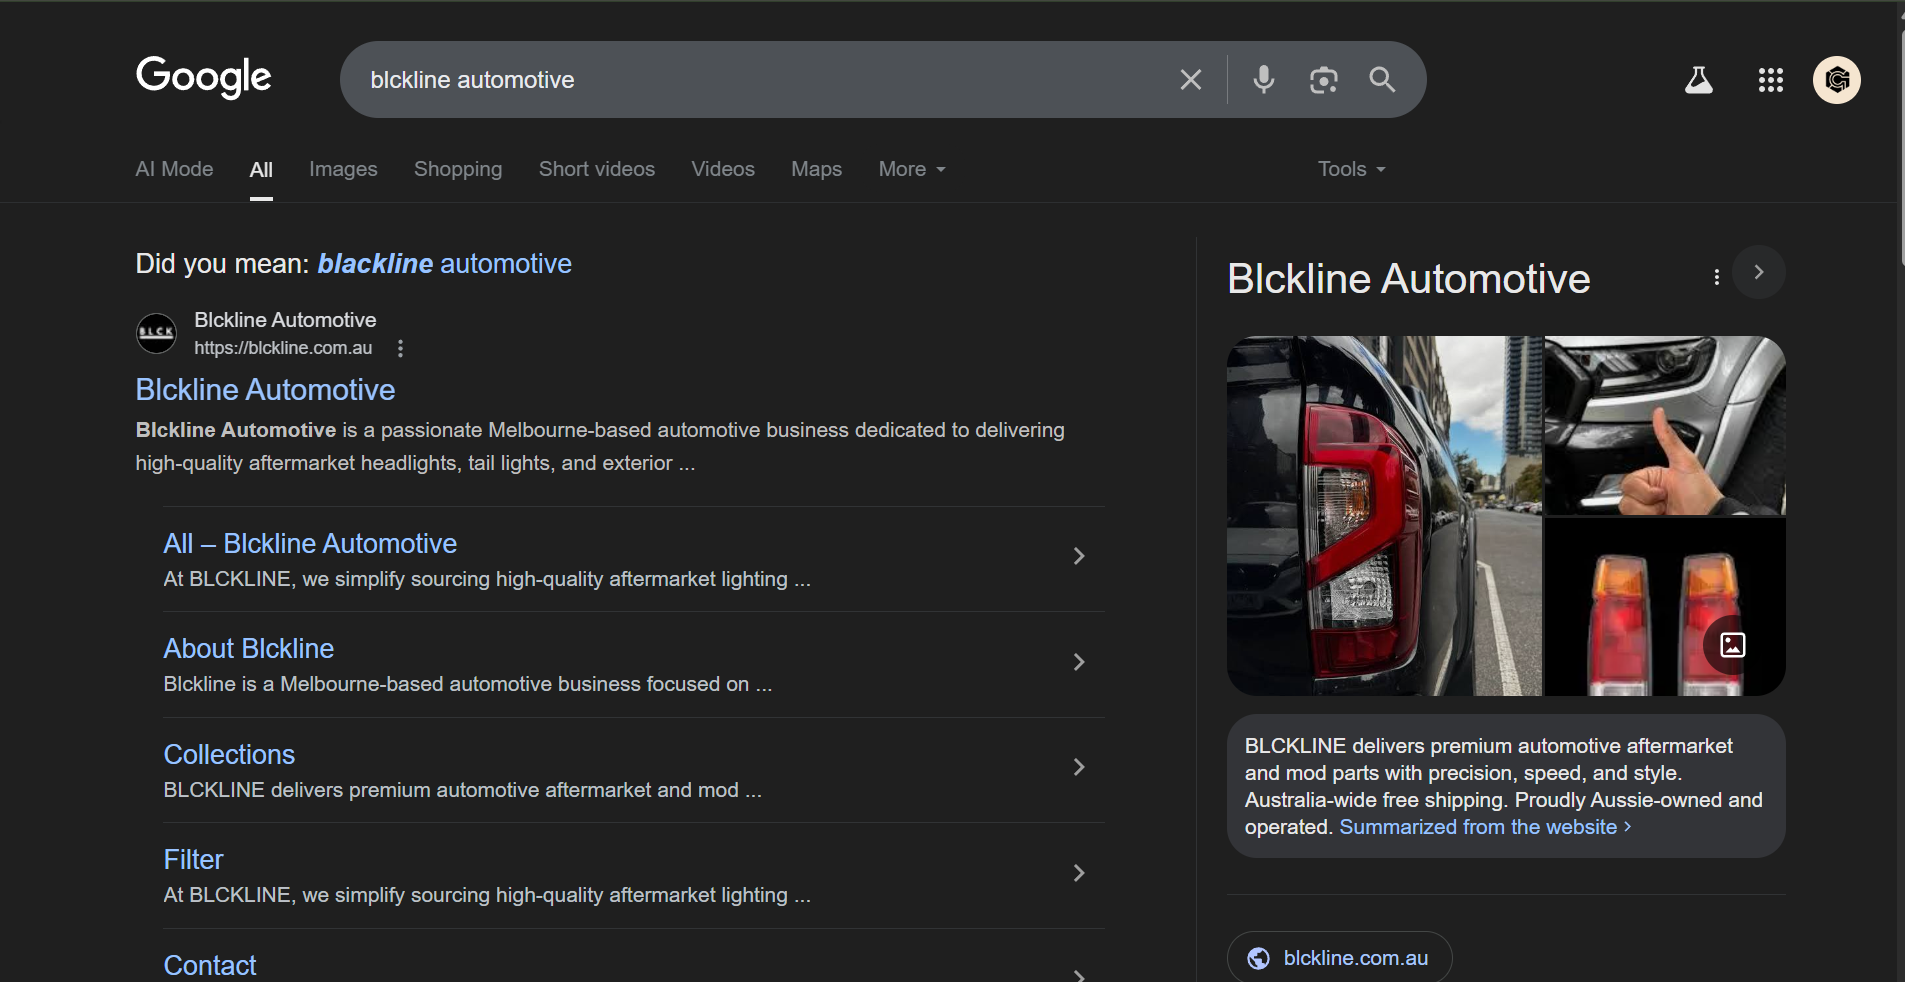 Google
blckline automotive
AI Mode
All
Images
Shopping
Short videos
Videos
Maps
More
Tools
Did you mean: blackline automotive
BLCK
Blckline Automotive
https://blckline.com.au
Blckline Automotive
Blckline Automotive is a passionate Melbourne-based automotive business dedicated to delivering
high-quality aftermarket headlights, tail lights, and exterior ...
All – Blckline Automotive
At BLCKLINE, we simplify sourcing high-quality aftermarket lighting ...
About Blckline
Blckline is a Melbourne-based automotive business focused on ...
Collections
BLCKLINE delivers premium automotive aftermarket and mod ...
Filter
At BLCKLINE, we simplify sourcing high-quality aftermarket lighting ...
Contact
Blckline Automotive
BLCKLINE delivers premium automotive aftermarket
and mod parts with precision, speed, and style.
Australia-wide free shipping. Proudly Aussie-owned and
operated. Summarized from the website
blckline.com.au